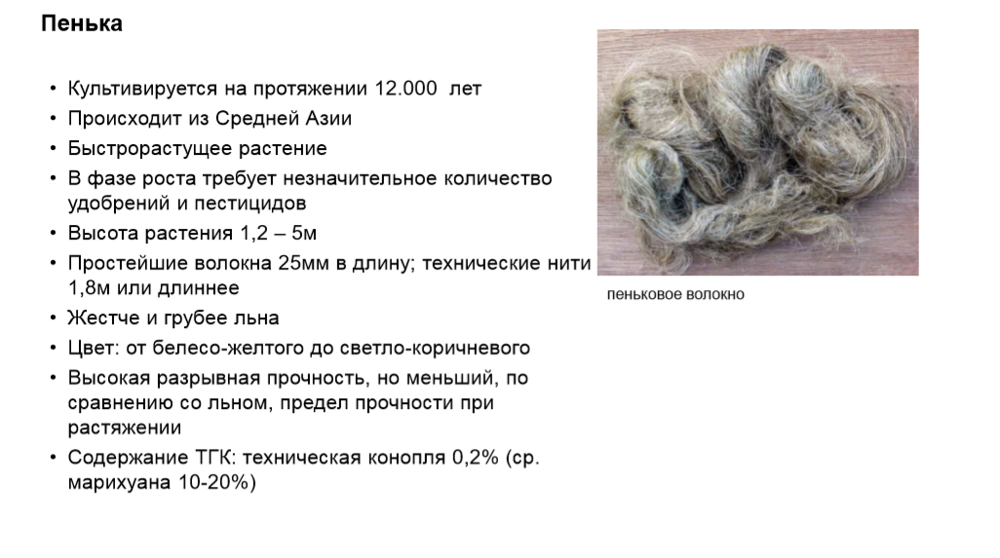 Пенька
• Культивируется на протяжении 12.000  лет
• Происходит из Средней Азии
• Быстрорастущее растение
• В фазе роста требует незначительное количество
удобрений и пестицидов
• Высота растения 1,2 – 5м
• Простейшие волокна 25мм в длину; технические нити
1,8м или длиннее
• Жестче и грубее льна
• Цвет: от белесо-желтого до светло-коричневого
• Высокая разрывная прочность, но меньший, по
сравнению со льном, предел прочности при
растяжении
• Содержание ТГК: техническая конопля 0,2% (ср.
марихуана 10-20%)
пеньковое волокно